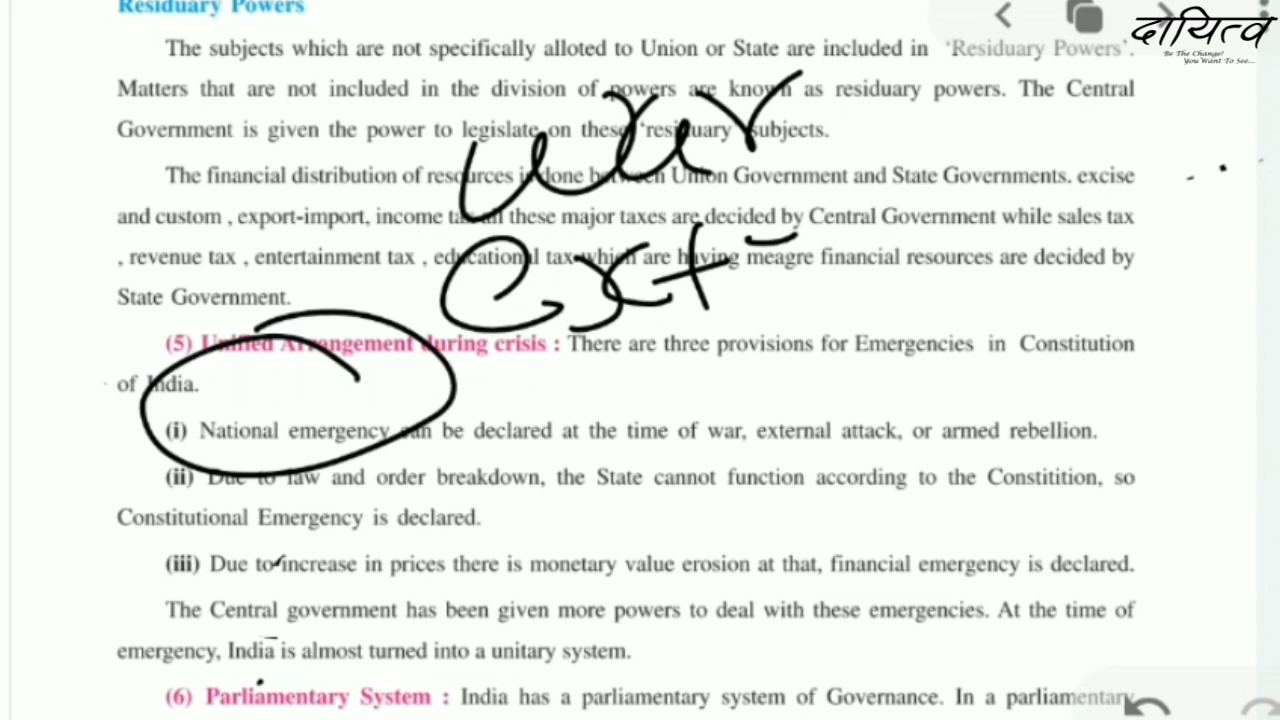 Residuary Powers
दायित्व
Be The Change!
You Want To See...
The subjects which are not specifically alloted to Union or State are included in 'Residuary Powers'.
Matters that are not included in the division of powers are known as residuary powers. The Central
Government is given the power to legislate on these 'residuary subjects.
war
The financial distribution of resources is done between Union Government and State Governments. excise
and custom , export-import, income tax all these major taxes are decided by Central Government while sales tax
, revenue tax , entertainment tax , educational tax which are having meagre financial resources are decided by
ext
State Government.
(5) Unified Arrangement during crisis : There are three provisions for Emergencies in Constitution
of India.
(i) National emergency can be declared at the time of war, external attack, or armed rebellion.
(ii) Due to law and order breakdown, the State cannot function according to the Constitition, so
Constitutional Emergency is declared.
(iii) Due to increase in prices there is monetary value erosion at that, financial emergency is declared.
The Central government has been given more powers to deal with these emergencies. At the time of
emergency, India is almost turned into a unitary system.
(6) Parliamentary System : India has a parliamentary system of Governance. In a parliamentary